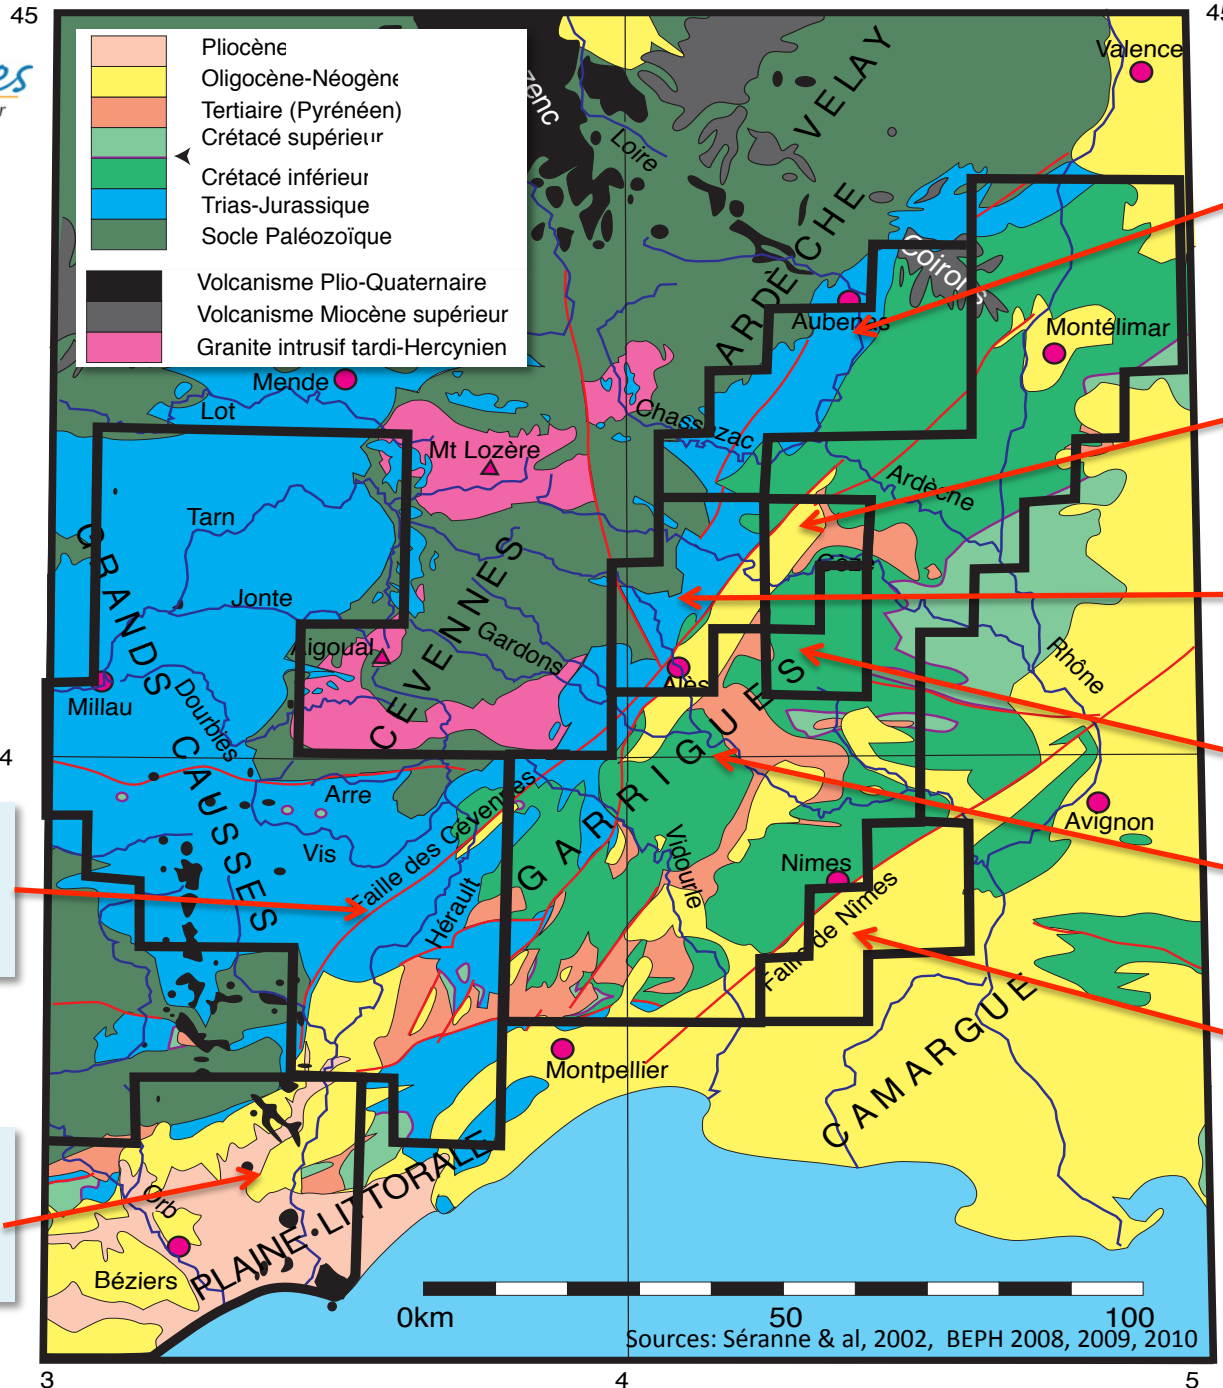 45
45
Pliocène
Oligocène-Néogène
Tertiaire (Pyrénéen)
Crétacé supérieur
Crétacé inférieur
Trias-Jurassique
Socle Paléozoïque
Volcanisme Plio-Quaternaire
Volcanisme Miocène supérieur
Granite intrusif tardi-Hercynien
Valence
VELAY
Loire
ARDECHE
Coirons
Aubenas
Montélimar
Mende
Lot
Chassezac
Mt Lozère
Ardèche
Tarn
GRANDS CAUSSES
CEVENNES
Cèze
Jonte
Gardons
Aigoual
Alès
Rhône
Millau
Dourbies
4
GARRIGUES
Arre
Avignon
Vis
Faille des Cévennes
Vidourle
Nimes
Hérault
Faille de Nîmes
CAMARGUE
Montpellier
PLAINE LITTORALE
Orb
Béziers
0km
50
100
Sources: Séranne & al, 2002, BEPH 2008, 2009, 2010
3
4
5